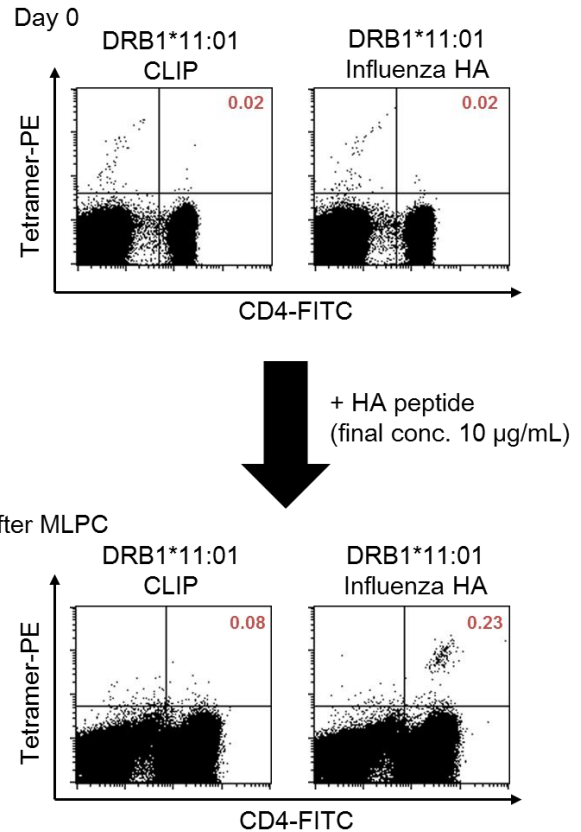 Day 0
DRB1*11:01
CLIP
DRB1*11:01
Influenza HA
0.02
0.02
Tetramer-PE
CD4-FITC
+ HA peptide
(final conc. 10 µg/mL)
fter MLPC
DRB1*11:01
CLIP
DRB1*11:01
Influenza HA
0.08
0.23
Tetramer-PE
CD4-FITC